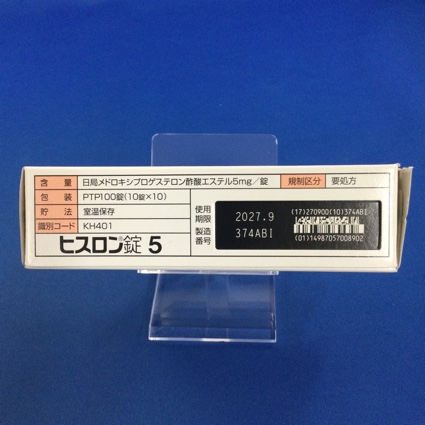 含　量　日局メドロキシプロゲステロン酢酸エステル5mg／錠　規制区分　要処方
包　装　PTP100錠(10錠×10)
貯　法　室温保存
識別コード　KH401
ヒスロン®錠 5
使用期限　2027.9
製造番号　374ABI
(17)270900(10)374ABI
(01)14987057008902